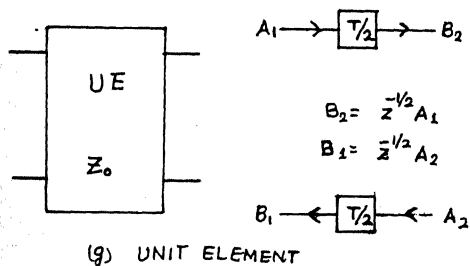 UE
Z₀
A₁ T/2 B₂
B₂ = z^{-1/2} A₁
B₁ = z^{-1/2} A₂
B₁ T/2 A₂
(g) UNIT ELEMENT